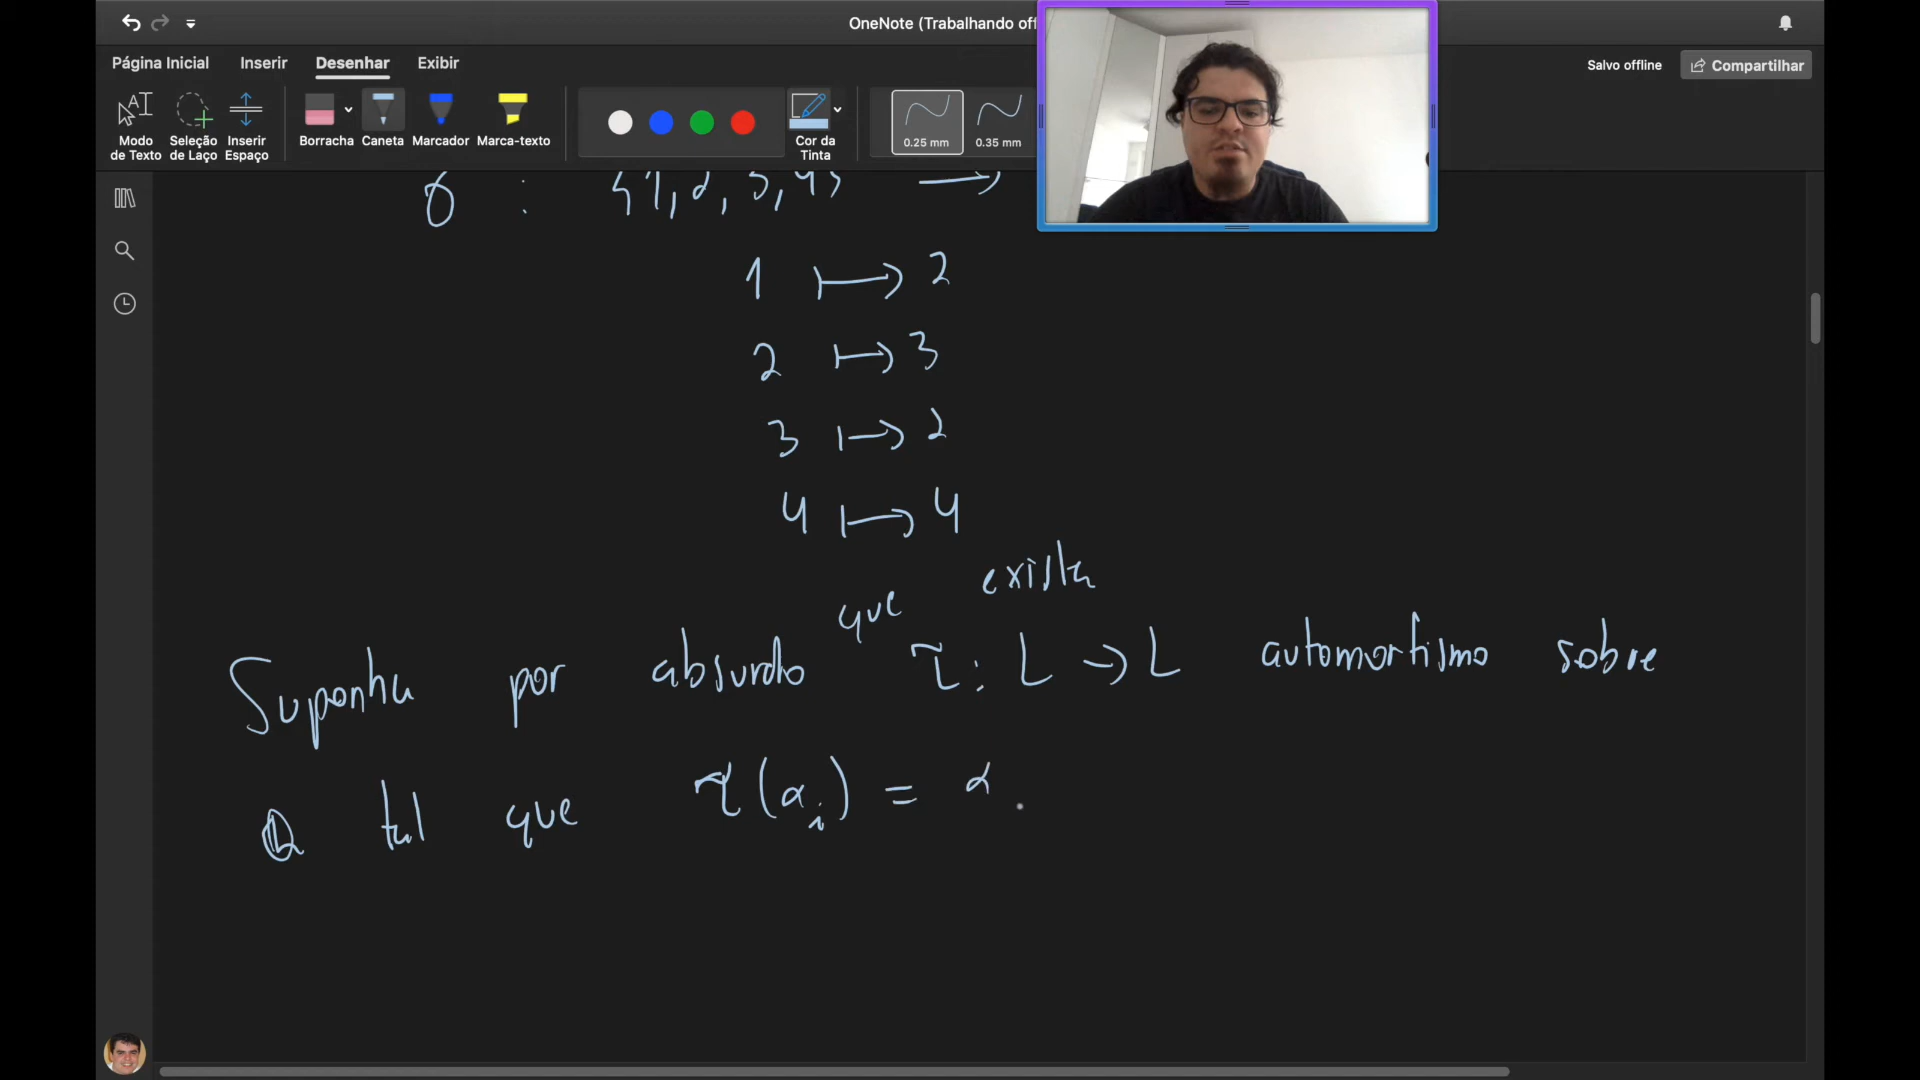 OneNote (Trabalhando off
Página Inicial Inserir Desenhar Exibir
Salvo offline Compartilhar
Modo de Texto
Seleção de Laço
Inserir Espaço
Borracha
Caneta
Marcador
Marca-texto
Cor da Tinta
0.25 mm
0.35 mm
σ : {1, 2, 3, 4} →
1 ↦ 2
2 ↦ 3
3 ↦ 2
4 ↦ 4
Suponha por absurdo que exista τ: L → L automorfismo sobre
Q tal que τ(α_i) = α